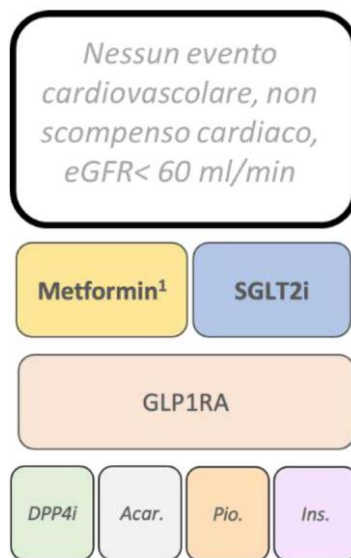 Nessun evento
cardiovascolare, non
scompenso cardiaco,
eGFR< 60 ml/min
Metformin¹ SGLT2i
GLP1RA
DPP4i Acar. Pio. Ins.